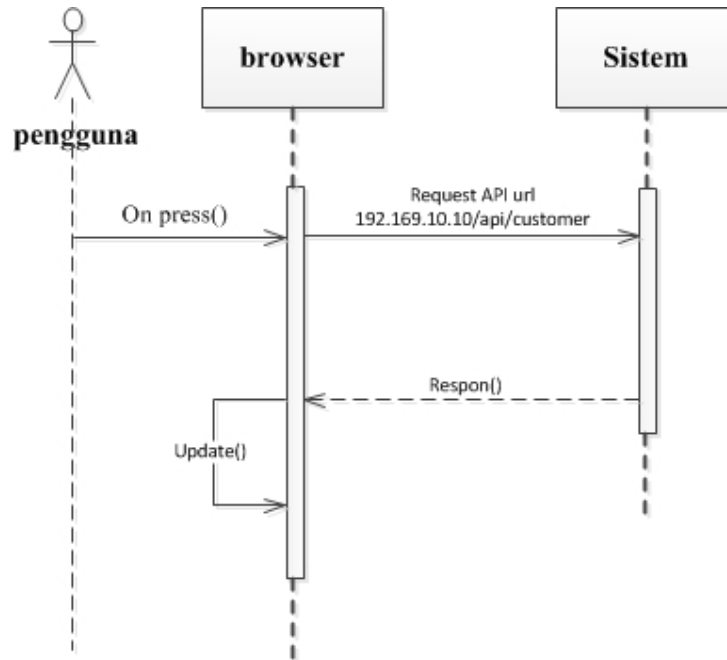 browser
Sistem
pengguna
On press()
Request API url
192.169.10.10/api/customer
Respon()
Update()